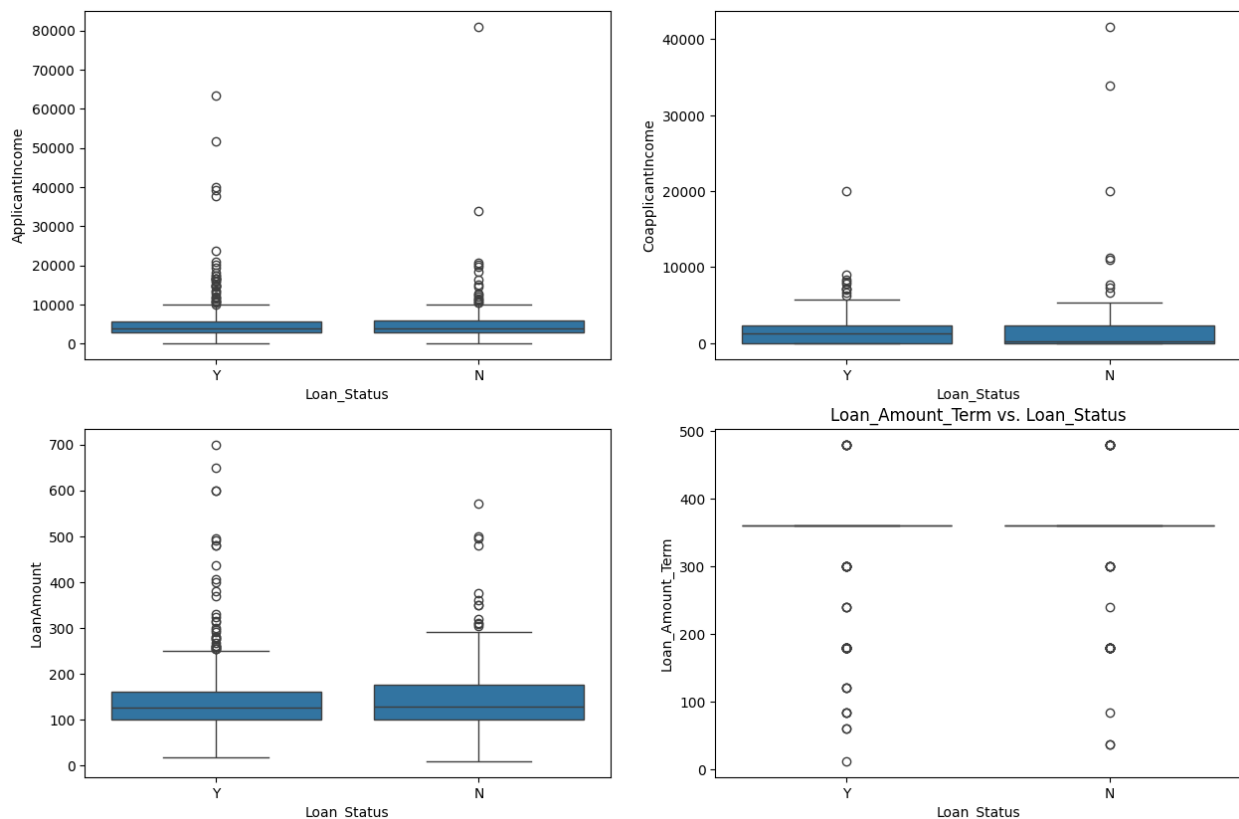 80000
70000
60000
50000
40000
30000
20000
10000
0
ApplicantIncome
Y
N
Loan_Status
40000
30000
20000
10000
0
CoapplicantIncome
Y
N
Loan_Status
700
600
500
400
300
200
100
0
LoanAmount
Y
N
Loan_Status
Loan_Amount_Term vs. Loan_Status
500
400
300
200
100
0
Loan_Amount_Term
Y
N
Loan_Status